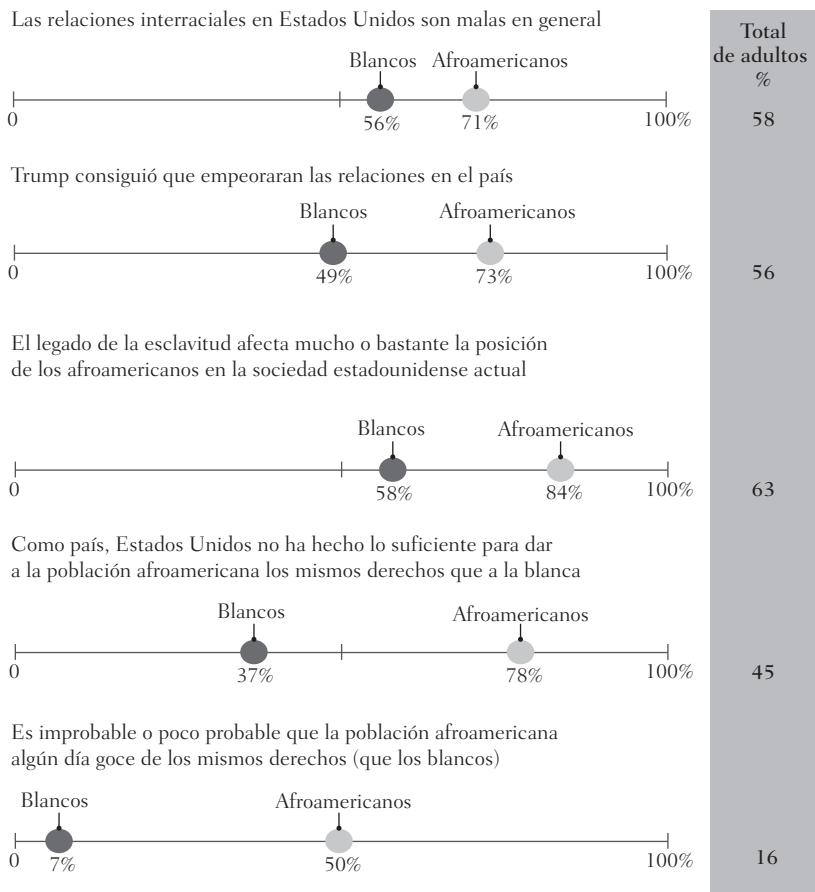 Las relaciones interraciales en Estados Unidos son malas en general
Total
de adultos
%
Blancos Afroamericanos
0 56% 71% 100% 58
Trump consiguió que empeoraran las relaciones en el país
Blancos Afroamericanos
0 49% 73% 100% 56
El legado de la esclavitud afecta mucho o bastante la posición
de los afroamericanos en la sociedad estadounidense actual
Blancos Afroamericanos
0 58% 84% 100% 63
Como país, Estados Unidos no ha hecho lo suficiente para dar
a la población afroamericana los mismos derechos que a la blanca
Blancos Afroamericanos
0 37% 78% 100% 45
Es improbable o poco probable que la población afroamericana
algún día goce de los mismos derechos (que los blancos)
Blancos Afroamericanos
0 7% 50% 100% 16